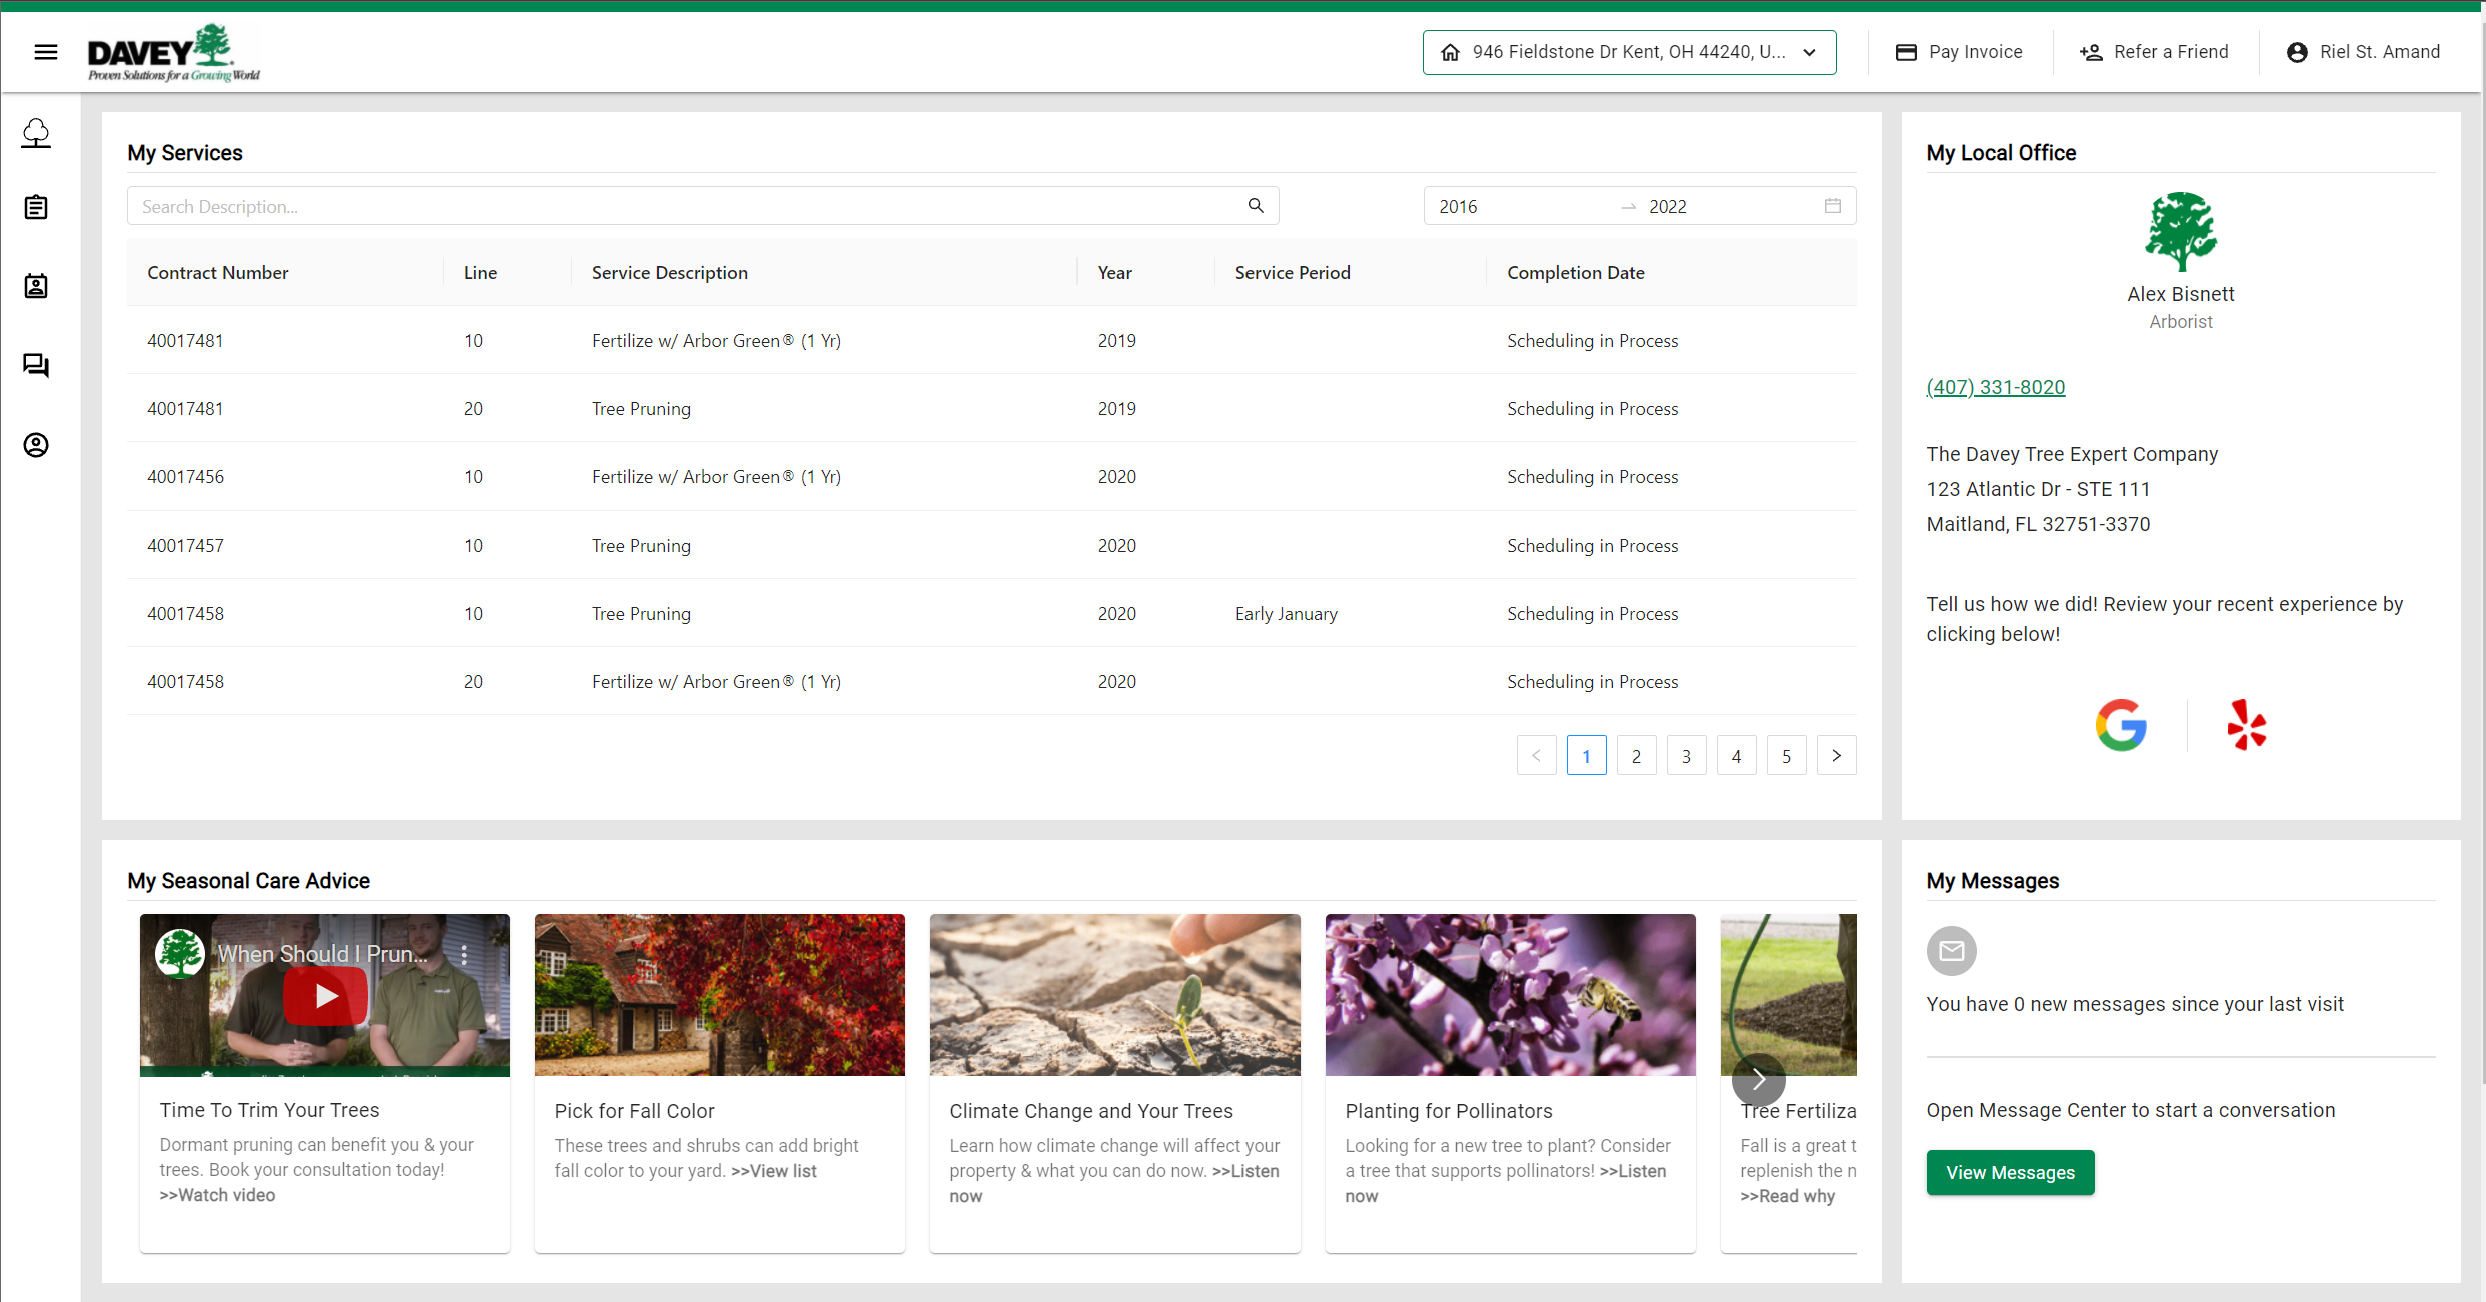 DAVEY
Proven Solutions for a Growing World
946 Fieldstone Dr Kent, OH 44240, U...
Pay Invoice
Refer a Friend
Riel St. Amand
My Services
Search Description...
2016 → 2022
Contract Number Line Service Description Year Service Period Completion Date
40017481 10 Fertilize w/ Arbor Green® (1 Yr) 2019 Scheduling in Process
40017481 20 Tree Pruning 2019 Scheduling in Process
40017456 10 Fertilize w/ Arbor Green® (1 Yr) 2020 Scheduling in Process
40017457 10 Tree Pruning 2020 Scheduling in Process
40017458 10 Tree Pruning 2020 Early January Scheduling in Process
40017458 20 Fertilize w/ Arbor Green® (1 Yr) 2020 Scheduling in Process
< 1 2 3 4 5 >
My Local Office
Alex Bisnett
Arborist
(407) 331-8020
The Davey Tree Expert Company
123 Atlantic Dr - STE 111
Maitland, FL 32751-3370
Tell us how we did! Review your recent experience by
clicking below!
My Seasonal Care Advice
When Should I Prun...
Time To Trim Your Trees
Dormant pruning can benefit you & your
trees. Book your consultation today!
>>Watch video
Pick for Fall Color
These trees and shrubs can add bright
fall color to your yard. >>View list
Climate Change and Your Trees
Learn how climate change will affect your
property & what you can do now. >>Listen
now
Planting for Pollinators
Looking for a new tree to plant? Consider
a tree that supports pollinators! >>Listen
now
Tree Fertiliza
Fall is a great t
replenish the n
>>Read why
My Messages
You have 0 new messages since your last visit
Open Message Center to start a conversation
View Messages